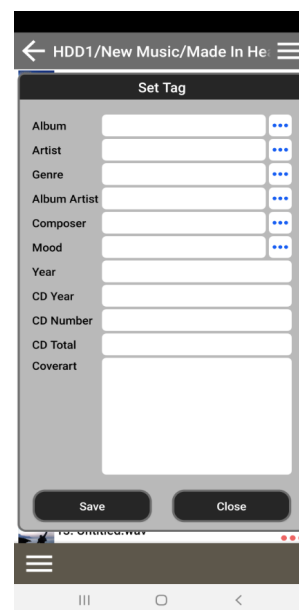 HDD1/New Music/Made In He
Set Tag
Album
Artist
Genre
Album Artist
Composer
Mood
Year
CD Year
CD Number
CD Total
Coverart
Save Close
13. Untitled.wav